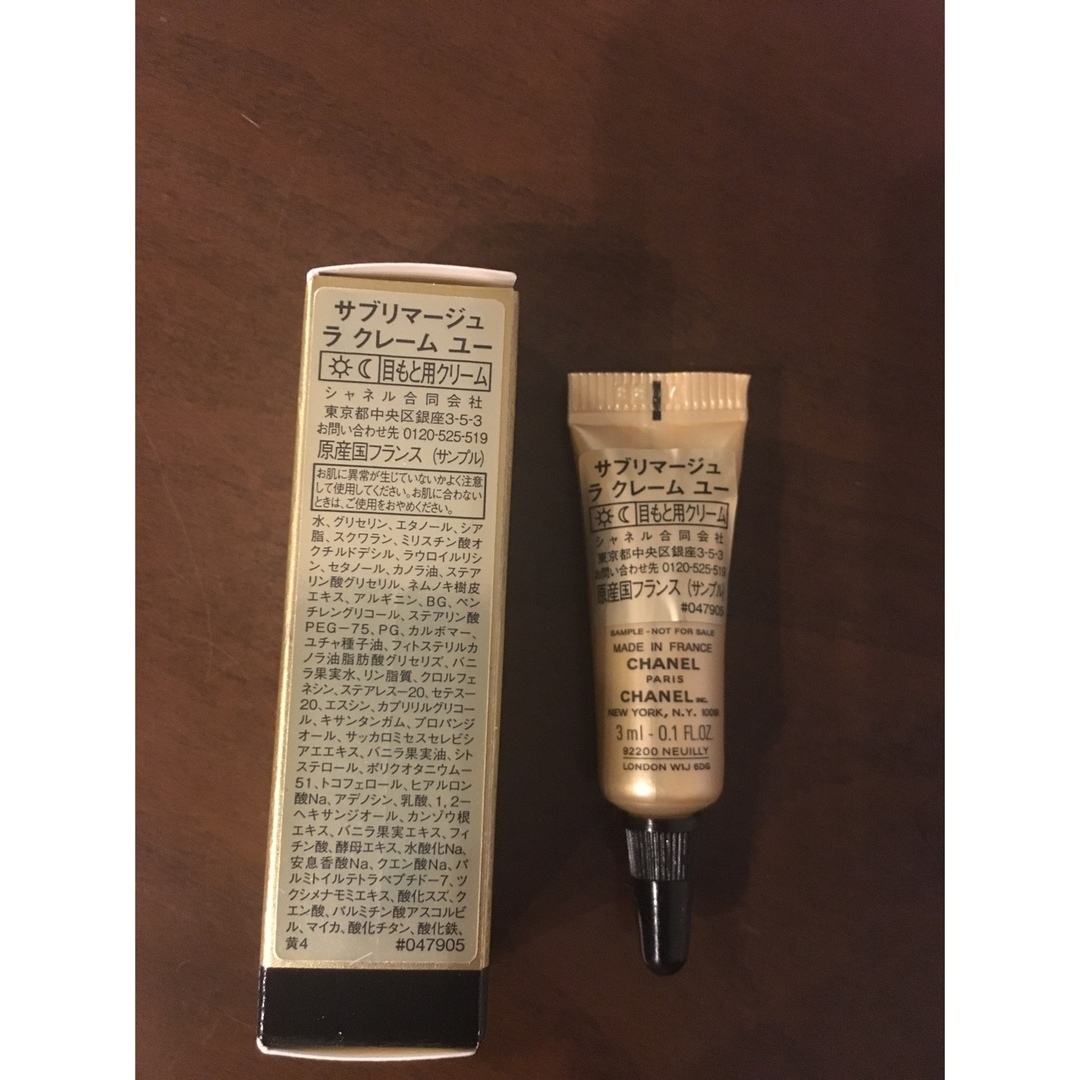 サブリマージュ
ラ クレーム ユー
目もと用クリーム
シャネル合同会社
東京都中央区銀座3-5-3
お問い合わせ先 0120-525-519
原産国フランス (サンプル)
お肌に異常が生じていないかよく注意
して使用してください。お肌に合わない
ときは、ご使用をおやめください。
水、グリセリン、エタノール、シア
脂、スクワラン、ミリスチン酸オ
クチルドデシル、ラウロイルリシ
ン、セタノール、カノラ油、ステア
リン酸グリセリル、ネムノキ樹皮
エキス、アルギニン、BG、ペン
チレングリコール、ステアリン酸
PEG-75、PG、カルボマー、
ユチャ種子油、フィトステリルカ
ノラ油脂肪酸グリセリズ、バニ
ラ果実水、リン脂質、クロルフェ
ネシン、ステアレス-20、セテス-
20、エスシン、カプリリルグリコー
ル、キサンタンガム、プロパンジ
オール、サッカロミセスセレビシ
アエエキス、バニラ果実油、シト
ステロール、ポリクオタニウム-
51、トコフェロール、ヒアルロン
酸Na、アデノシン、乳酸、1,2-
ヘキサンジオール、カンゾウ根
エキス、バニラ果実エキス、フィ
チン酸、酵母エキス、水酸化Na、
安息香酸Na、クエン酸Na、パ
ルミトイルテトラペプチド-7、ツ
クシメナモミエキス、酸化スズ、ク
エン酸、パルミチン酸アスコルビ
ル、マイカ、酸化チタン、酸化鉄、
黄4 #047905
サブリマージュ
ラ クレーム ユー
目もと用クリーム
シャネル合同会社
東京都中央区銀座3-5-3
お問い合わせ先 0120-525-519
原産国フランス (サンプル)
#047905
SAMPLE - NOT FOR SALE
MADE IN FRANCE
CHANEL
PARIS
CHANEL INC.
NEW YORK, N.Y. 10019
3 ml - 0.1 FL.OZ.
92200 NEUILLY
LONDON W1J 6DG